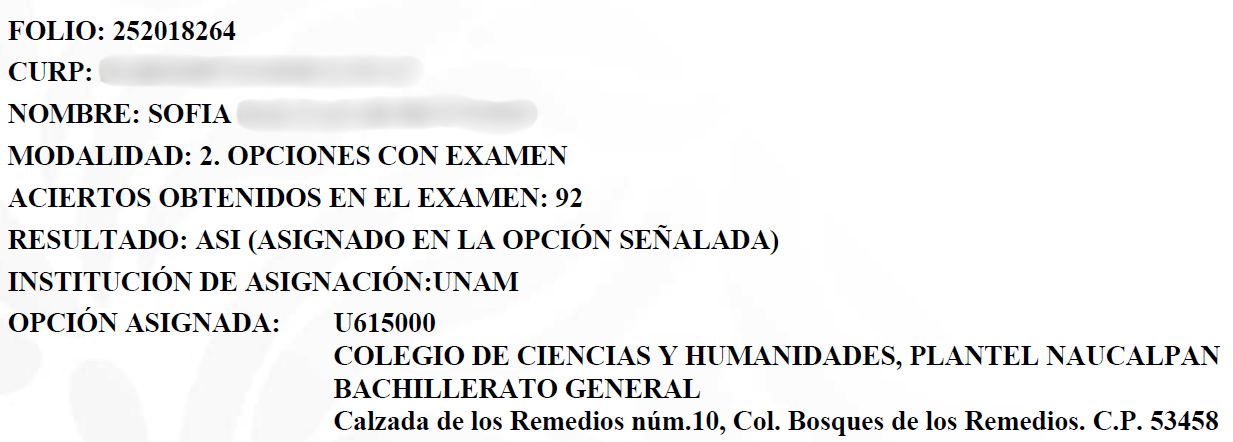 FOLIO: 252018264
CURP:
NOMBRE: SOFIA
MODALIDAD: 2. OPCIONES CON EXAMEN
ACIERTOS OBTENIDOS EN EL EXAMEN: 92
RESULTADO: ASI (ASIGNADO EN LA OPCIÓN SEÑALADA)
INSTITUCIÓN DE ASIGNACIÓN:UNAM
OPCIÓN ASIGNADA: U615000
COLEGIO DE CIENCIAS Y HUMANIDADES, PLANTEL NAUCALPAN
BACHILLERATO GENERAL
Calzada de los Remedios núm.10, Col. Bosques de los Remedios. C.P. 53458